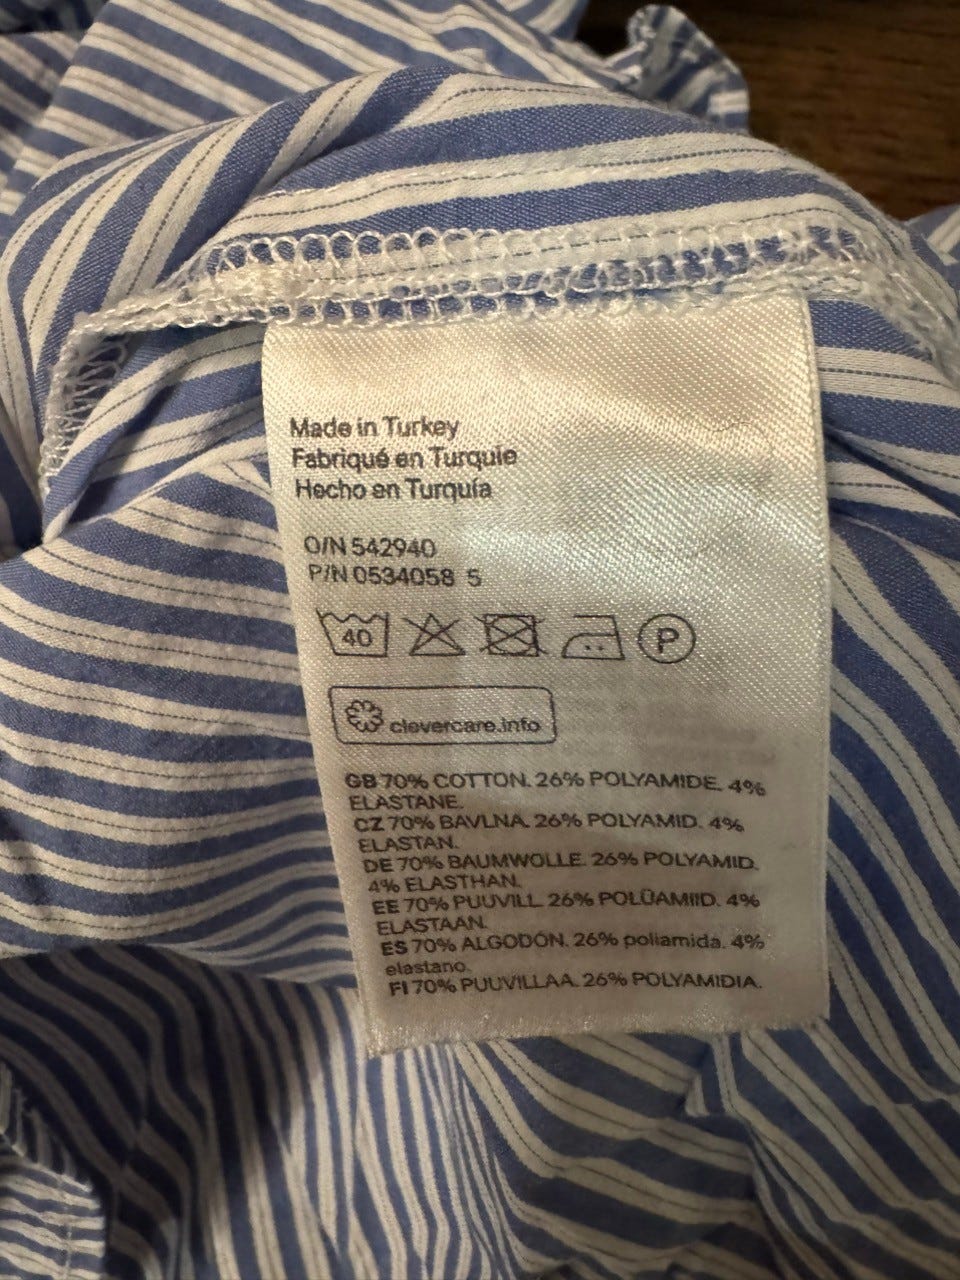 Made in Turkey
Fabriqué en Turquie
Hecho en Turquía
O/N 542940
P/N 0534058 5
40 P
clevercare.info
GB 70% COTTON. 26% POLYAMIDE. 4%
ELASTANE.
CZ 70% BAVLNA. 26% POLYAMID. 4%
ELASTAN.
DE 70% BAUMWOLLE. 26% POLYAMID.
4% ELASTHAN.
EE 70% PUUVILL. 26% POLÜAMIID. 4%
ELASTAAN.
ES 70% ALGODÓN. 26% poliamida. 4%
elastano.
FI 70% PUUVILLAA. 26% POLYAMIDIA.